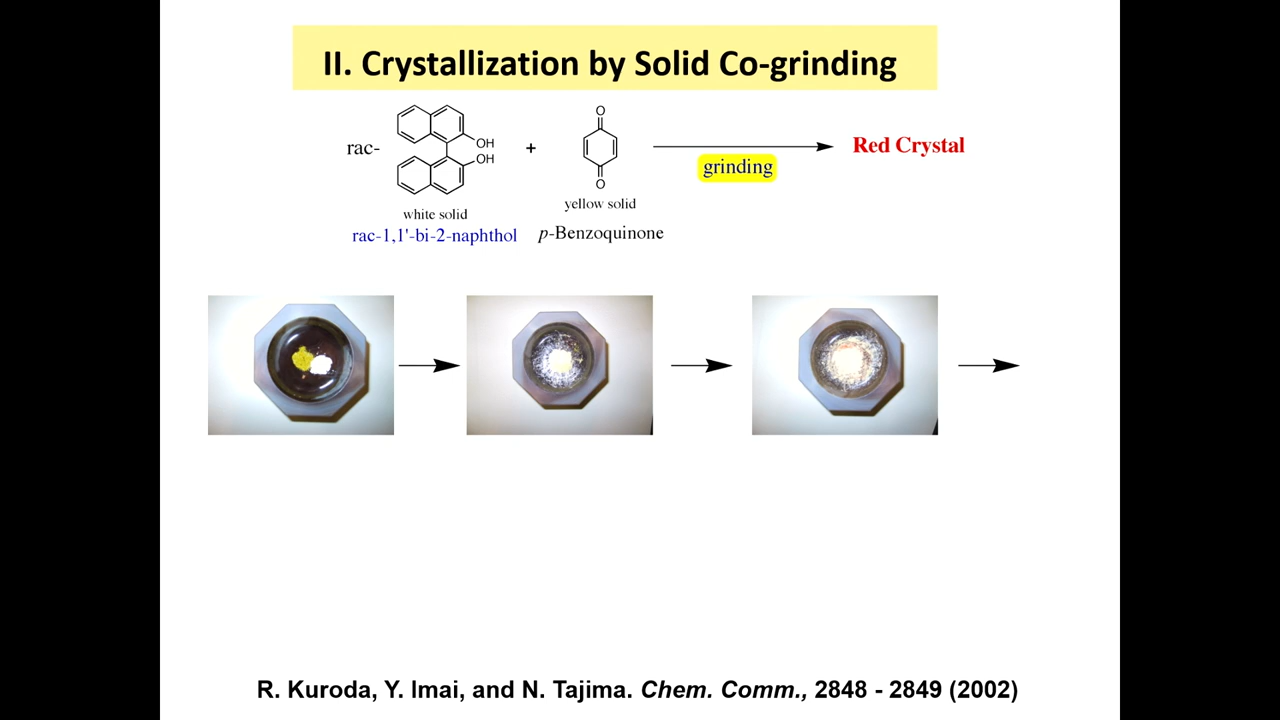 II. Crystallization by Solid Co-grinding
rac-
OH
OH
+
O
O
grinding
Red Crystal
white solid
yellow solid
rac-1,1'-bi-2-naphthol
p-Benzoquinone
R. Kuroda, Y. Imai, and N. Tajima. Chem. Comm., 2848 - 2849 (2002)